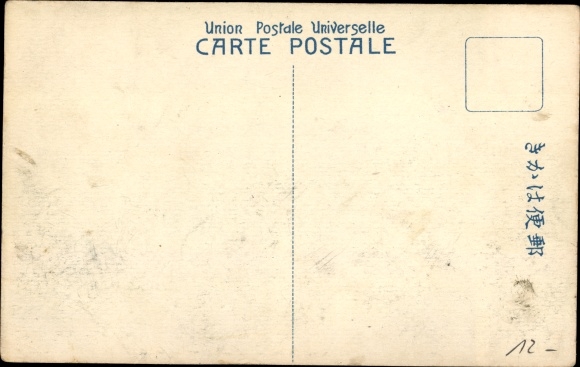 Union Postale Universelle
CARTE POSTALE
きかは便郵
12 –